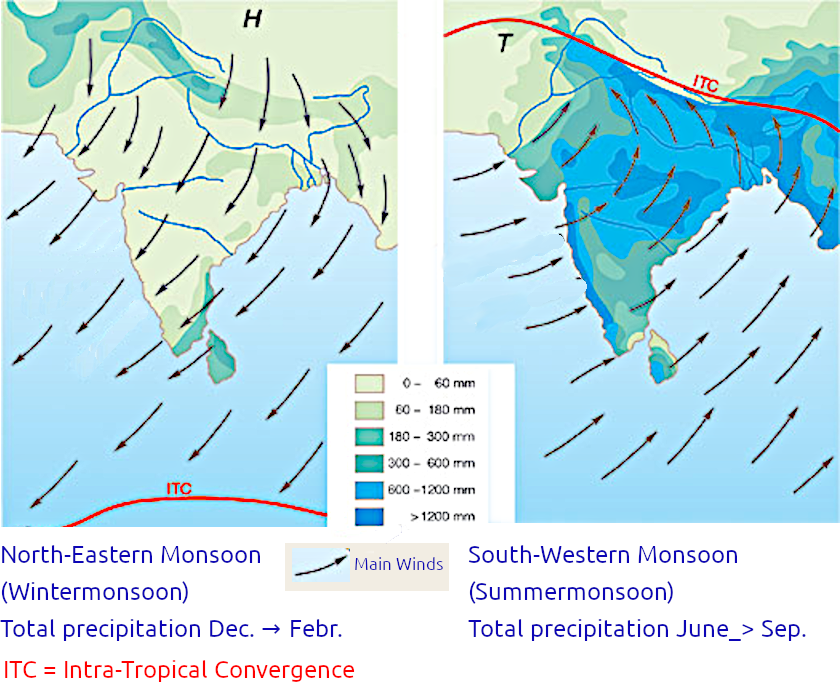 H
T
ITC
ITC
0 - 60 mm
60 - 180 mm
180 - 300 mm
300 - 600 mm
600 -1200 mm
>1200 mm
North-Eastern Monsoon
(Wintermonsoon)
Total precipitation Dec. → Febr.
Main Winds
South-Western Monsoon
(Summermonsoon)
Total precipitation June_> Sep.
ITC = Intra-Tropical Convergence